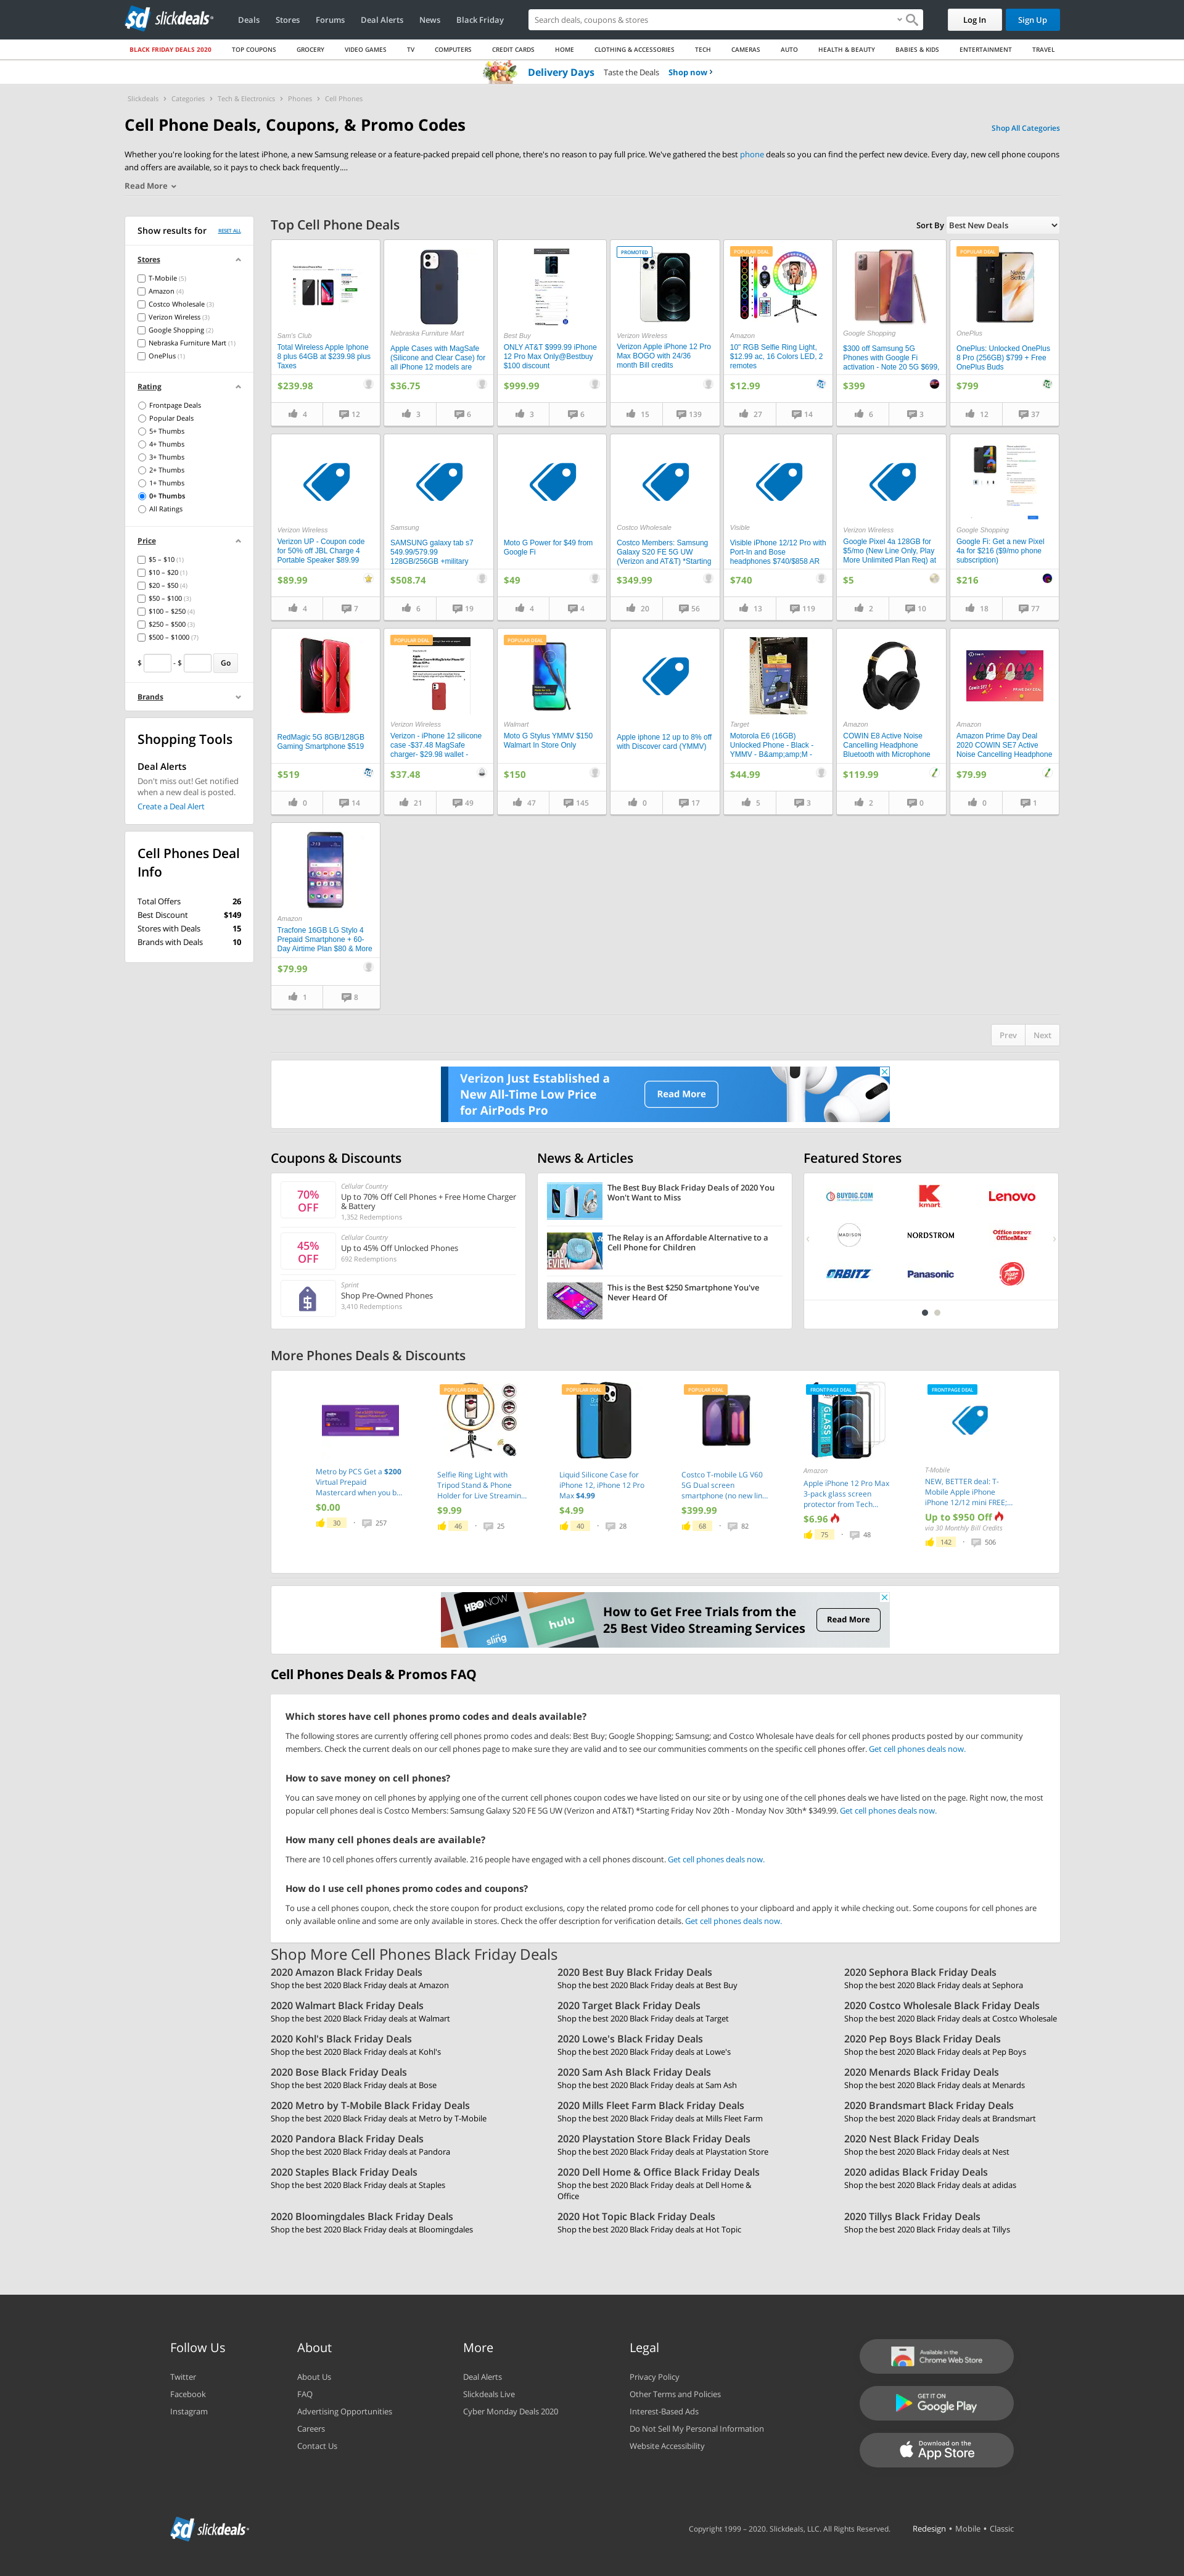 sd slickdeals
Deals Stores Forums Deal Alerts News Black Friday
Search deals, coupons & stores
Log In Sign Up
BLACK FRIDAY DEALS 2020 TOP COUPONS GROCERY VIDEO GAMES TV COMPUTERS CREDIT CARDS HOME CLOTHING & ACCESSORIES TECH CAMERAS AUTO HEALTH & BEAUTY BABIES & KIDS ENTERTAINMENT TRAVEL
Delivery Days Taste the Deals Shop now ›
Slickdeals › Categories › Tech & Electronics › Phones › Cell Phones
Cell Phone Deals, Coupons, & Promo Codes
Shop All Categories
Whether you're looking for the latest iPhone, a new Samsung release or a feature-packed prepaid cell phone, there's no reason to pay full price. We've gathered the best phone deals so you can find the perfect new device. Every day, new cell phone coupons
and offers are available, so it pays to check back frequently....
Read More
Show results for RESET ALL
Stores
T-Mobile (5)
Amazon (4)
Costco Wholesale (3)
Verizon Wireless (3)
Google Shopping (2)
Nebraska Furniture Mart (1)
OnePlus (1)
Rating
Frontpage Deals
Popular Deals
5+ Thumbs
4+ Thumbs
3+ Thumbs
2+ Thumbs
1+ Thumbs
0+ Thumbs
All Ratings
Price
$5 – $10 (1)
$10 – $20 (1)
$20 – $50 (4)
$50 – $100 (3)
$100 – $250 (4)
$250 – $500 (3)
$500 – $1000 (7)
$ - $ Go
Brands
Shopping Tools
Deal Alerts
Don't miss out! Get notified
when a new deal is posted.
Create a Deal Alert
Cell Phones Deal
Info
Total Offers 26
Best Discount $149
Stores with Deals 15
Brands with Deals 10
Top Cell Phone Deals
Sort By Best New Deals
Sam's Club
Total Wireless Apple Iphone
8 plus 64GB at $239.98 plus
Taxes
$239.98
4 12
Nebraska Furniture Mart
Apple Cases with MagSafe
(Silicone and Clear Case) for
all iPhone 12 models are
$36.75
3 6
Best Buy
ONLY AT&T $999.99 iPhone
12 Pro Max Only@Bestbuy
$100 discount
$999.99
3 6
PROMOTED
Verizon Wireless
Verizon Apple iPhone 12 Pro
Max BOGO with 24/36
month Bill credits
15 139
POPULAR DEAL
Amazon
10" RGB Selfie Ring Light,
$12.99 ac, 16 Colors LED, 2
remotes
$12.99
27 14
Google Shopping
$300 off Samsung 5G
Phones with Google Fi
activation - Note 20 5G $699,
$399
6 3
POPULAR DEAL
OnePlus
OnePlus: Unlocked OnePlus
8 Pro (256GB) $799 + Free
OnePlus Buds
$799
12 37
Verizon Wireless
Verizon UP - Coupon code
for 50% off JBL Charge 4
Portable Speaker $89.99
$89.99
4 7
Samsung
SAMSUNG galaxy tab s7
549.99/579.99
128GB/256GB +military
$508.74
6 19
Moto G Power for $49 from
Google Fi
$49
4 4
Costco Wholesale
Costco Members: Samsung
Galaxy S20 FE 5G UW
(Verizon and AT&T) *Starting
$349.99
20 56
Visible
Visible iPhone 12/12 Pro with
Port-In and Bose
headphones $740/$858 AR
$740
13 119
Verizon Wireless
Google Pixel 4a 128GB for
$5/mo (New Line Only, Play
More Unlimited Plan Req) at
$5
2 10
Google Shopping
Google Fi: Get a new Pixel
4a for $216 ($9/mo phone
subscription)
$216
18 77
RedMagic 5G 8GB/128GB
Gaming Smartphone $519
$519
0 14
POPULAR DEAL
Verizon Wireless
Verizon - iPhone 12 silicone
case -$37.48 MagSafe
charger- $29.98 wallet -
$37.48
21 49
POPULAR DEAL
Walmart
Moto G Stylus YMMV $150
Walmart In Store Only
$150
47 145
Apple iphone 12 up to 8% off
with Discover card (YMMV)
0 17
Target
Motorola E6 (16GB)
Unlocked Phone - Black -
YMMV - B&amp;amp;M -
$44.99
5 3
Amazon
COWIN E8 Active Noise
Cancelling Headphone
Bluetooth with Microphone
$119.99
2 0
Amazon
Amazon Prime Day Deal
2020 COWIN SE7 Active
Noise Cancelling Headphone
$79.99
0 1
Amazon
Tracfone 16GB LG Stylo 4
Prepaid Smartphone + 60-
Day Airtime Plan $80 & More
$79.99
1 8
Prev Next
Verizon Just Established a
New All-Time Low Price
for AirPods Pro
Read More
Coupons & Discounts
70% OFF
Cellular Country
Up to 70% Off Cell Phones + Free Home Charger
& Battery
1,352 Redemptions
45% OFF
Cellular Country
Up to 45% Off Unlocked Phones
692 Redemptions
Sprint
Shop Pre-Owned Phones
3,410 Redemptions
News & Articles
The Best Buy Black Friday Deals of 2020 You
Won't Want to Miss
The Relay is an Affordable Alternative to a
Cell Phone for Children
This is the Best $250 Smartphone You've
Never Heard Of
Featured Stores
BUYDIG.COM kmart Lenovo
MADISON NORDSTROM Office DEPOT OfficeMax
ORBITZ Panasonic Pizza Hut
More Phones Deals & Discounts
Metro by PCS Get a $200
Virtual Prepaid
Mastercard when you b...
$0.00
30 • 257
POPULAR DEAL
Selfie Ring Light with
Tripod Stand & Phone
Holder for Live Streamin...
$9.99
46 • 25
POPULAR DEAL
Liquid Silicone Case for
iPhone 12, iPhone 12 Pro
Max $4.99
$4.99
40 • 28
POPULAR DEAL
Costco T-mobile LG V60
5G Dual screen
smartphone (no new lin...
$399.99
68 • 82
FRONTPAGE DEAL
Amazon
Apple iPhone 12 Pro Max
3-pack glass screen
protector from Tech...
$6.96
75 • 48
FRONTPAGE DEAL
T-Mobile
NEW, BETTER deal: T-
Mobile Apple iPhone
iPhone 12/12 mini FREE;...
Up to $950 Off
via 30 Monthly Bill Credits
142 • 506
HBO NOW
sling
hulu
How to Get Free Trials from the
25 Best Video Streaming Services
Read More
Cell Phones Deals & Promos FAQ
Which stores have cell phones promo codes and deals available?
The following stores are currently offering cell phones promo codes and deals: Best Buy; Google Shopping; Samsung; and Costco Wholesale have deals for cell phones products posted by our community
members. Check the current deals on our cell phones page to make sure they are valid and to see our communities comments on the specific cell phones offer. Get cell phones deals now.
How to save money on cell phones?
You can save money on cell phones by applying one of the current cell phones coupon codes we have listed on our site or by using one of the cell phones deals we have listed on the page. Right now, the most
popular cell phones deal is Costco Members: Samsung Galaxy S20 FE 5G UW (Verizon and AT&T) *Starting Friday Nov 20th - Monday Nov 30th* $349.99. Get cell phones deals now.
How many cell phones deals are available?
There are 10 cell phones offers currently available. 216 people have engaged with a cell phones discount. Get cell phones deals now.
How do I use cell phones promo codes and coupons?
To use a cell phones coupon, check the store coupon for product exclusions, copy the related promo code for cell phones to your clipboard and apply it while checking out. Some coupons for cell phones are
only available online and some are only available in stores. Check the offer description for verification details. Get cell phones deals now.
Shop More Cell Phones Black Friday Deals
2020 Amazon Black Friday Deals
Shop the best 2020 Black Friday deals at Amazon
2020 Best Buy Black Friday Deals
Shop the best 2020 Black Friday deals at Best Buy
2020 Sephora Black Friday Deals
Shop the best 2020 Black Friday deals at Sephora
2020 Walmart Black Friday Deals
Shop the best 2020 Black Friday deals at Walmart
2020 Target Black Friday Deals
Shop the best 2020 Black Friday deals at Target
2020 Costco Wholesale Black Friday Deals
Shop the best 2020 Black Friday deals at Costco Wholesale
2020 Kohl's Black Friday Deals
Shop the best 2020 Black Friday deals at Kohl's
2020 Lowe's Black Friday Deals
Shop the best 2020 Black Friday deals at Lowe's
2020 Pep Boys Black Friday Deals
Shop the best 2020 Black Friday deals at Pep Boys
2020 Bose Black Friday Deals
Shop the best 2020 Black Friday deals at Bose
2020 Sam Ash Black Friday Deals
Shop the best 2020 Black Friday deals at Sam Ash
2020 Menards Black Friday Deals
Shop the best 2020 Black Friday deals at Menards
2020 Metro by T-Mobile Black Friday Deals
Shop the best 2020 Black Friday deals at Metro by T-Mobile
2020 Mills Fleet Farm Black Friday Deals
Shop the best 2020 Black Friday deals at Mills Fleet Farm
2020 Brandsmart Black Friday Deals
Shop the best 2020 Black Friday deals at Brandsmart
2020 Pandora Black Friday Deals
Shop the best 2020 Black Friday deals at Pandora
2020 Playstation Store Black Friday Deals
Shop the best 2020 Black Friday deals at Playstation Store
2020 Nest Black Friday Deals
Shop the best 2020 Black Friday deals at Nest
2020 Staples Black Friday Deals
Shop the best 2020 Black Friday deals at Staples
2020 Dell Home & Office Black Friday Deals
Shop the best 2020 Black Friday deals at Dell Home &
Office
2020 adidas Black Friday Deals
Shop the best 2020 Black Friday deals at adidas
2020 Bloomingdales Black Friday Deals
Shop the best 2020 Black Friday deals at Bloomingdales
2020 Hot Topic Black Friday Deals
Shop the best 2020 Black Friday deals at Hot Topic
2020 Tillys Black Friday Deals
Shop the best 2020 Black Friday deals at Tillys
Follow Us
Twitter
Facebook
Instagram
About
About Us
FAQ
Advertising Opportunities
Careers
Contact Us
More
Deal Alerts
Slickdeals Live
Cyber Monday Deals 2020
Legal
Privacy Policy
Other Terms and Policies
Interest-Based Ads
Do Not Sell My Personal Information
Website Accessibility
Available in the
Chrome Web Store
GET IT ON
Google Play
Download on the
App Store
sd slickdeals
Copyright 1999 – 2020. Slickdeals, LLC. All Rights Reserved. Redesign • Mobile • Classic